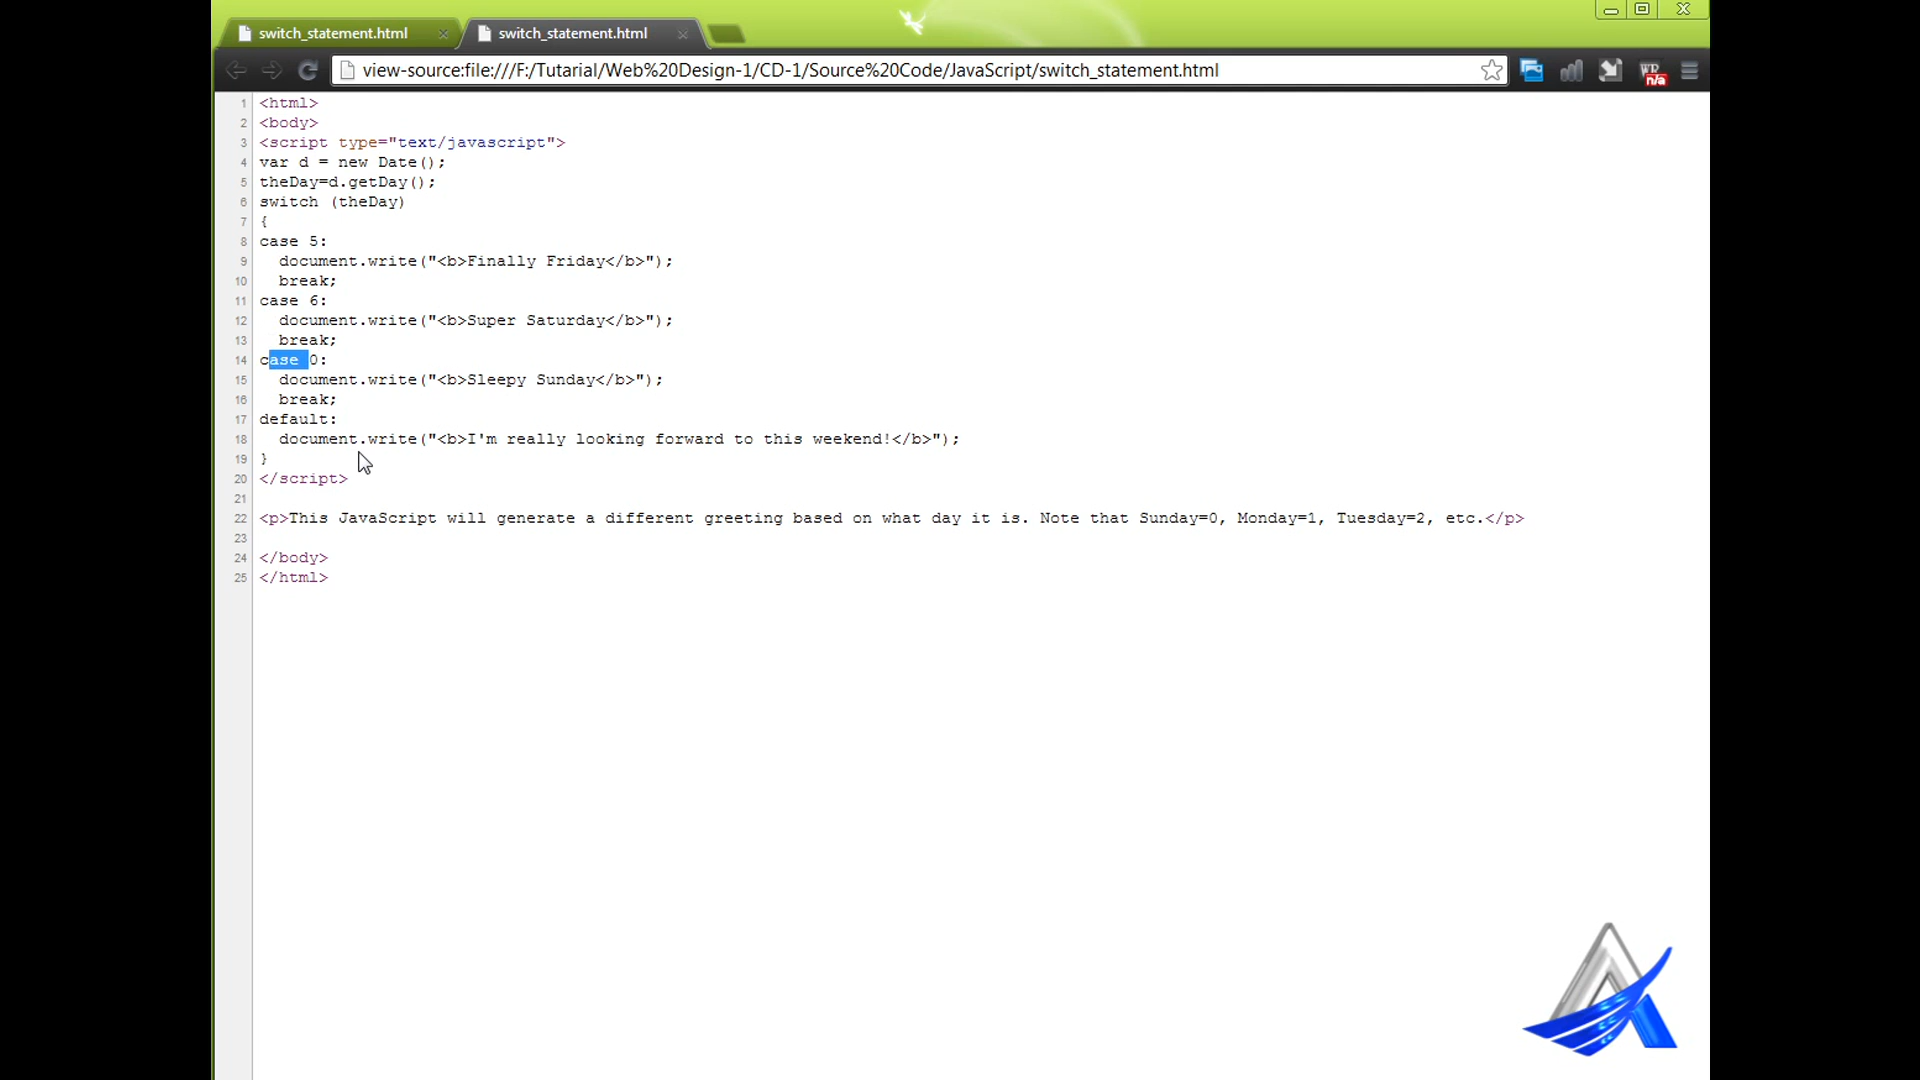 switch_statement.html
switch_statement.html
view-source:file:///F:/Tutarial/Web%20Design-1/CD-1/Source%20Code/JavaScript/switch_statement.html
WR
n/a
1 <html>
2 <body>
3 <script type="text/javascript">
4 var d = new Date();
5 theDay=d.getDay();
6 switch (theDay)
7 {
8 case 5:
9   document.write("<b>Finally Friday</b>");
10   break;
11 case 6:
12   document.write("<b>Super Saturday</b>");
13   break;
14 case 0:
15   document.write("<b>Sleepy Sunday</b>");
16   break;
17 default:
18   document.write("<b>I'm really looking forward to this weekend!</b>");
19 }
20 </script>
21
22 <p>This JavaScript will generate a different greeting based on what day it is. Note that Sunday=0, Monday=1, Tuesday=2, etc.</p>
23
24 </body>
25 </html>